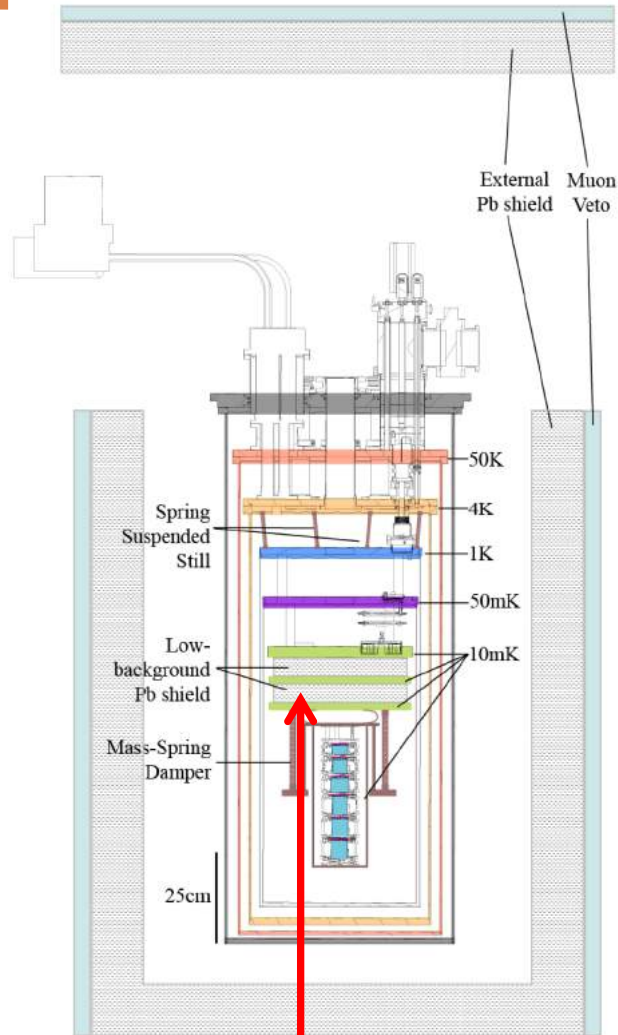 External
Pb shield
Muon
Veto
50K
4K
Spring
Suspended
Still
1K
50mK
Low-
background
Pb shield
10mK
Mass-Spring
Damper
25cm